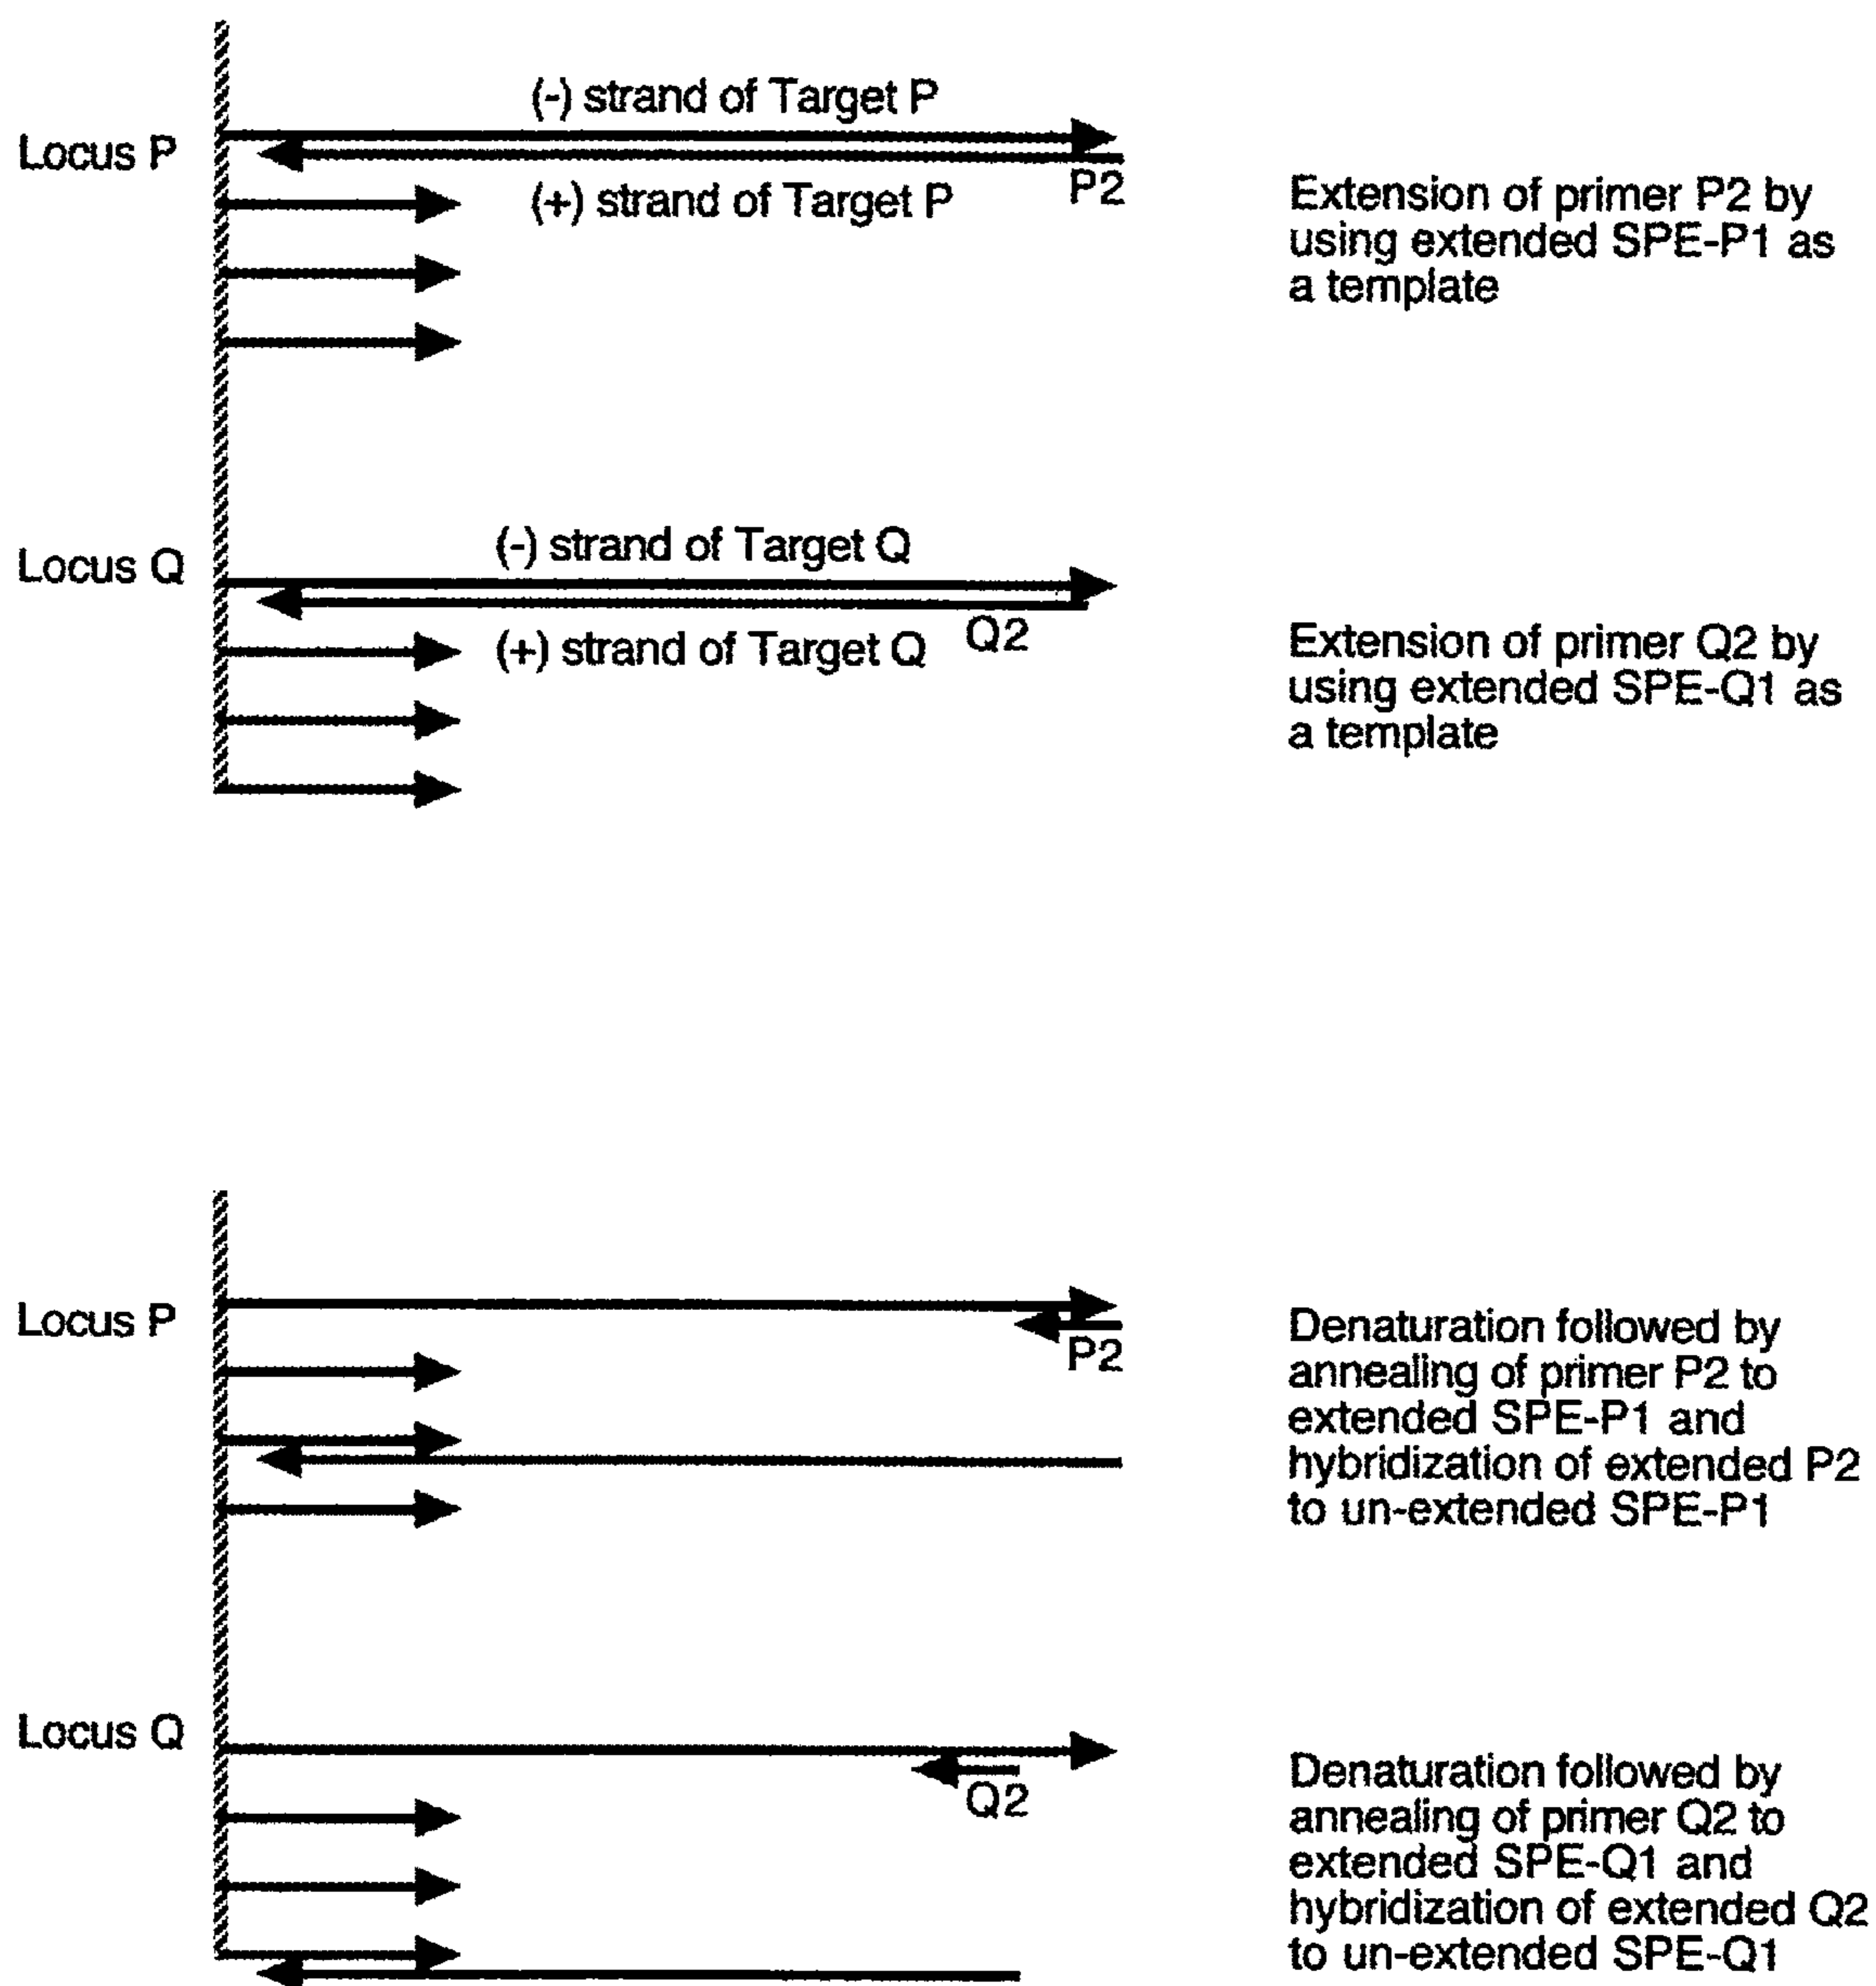 (-) strand of Target P
Locus P
P2
(+) strand of Target P
Extension of primer P2 by
using extended SPE-P1 as
a template
(-) strand of Target Q
Locus Q
Q2
(+) strand of Target Q
Extension of primer Q2 by
using extended SPE-Q1 as
a template
Locus P
P2
Denaturation followed by
annealing of primer P2 to
extended SPE-P1 and
hybridization of extended P2
to un-extended SPE-P1
Locus Q
Q2
Denaturation followed by
annealing of primer Q2 to
extended SPE-Q1 and
hybridization of extended Q2
to un-extended SPE-Q1